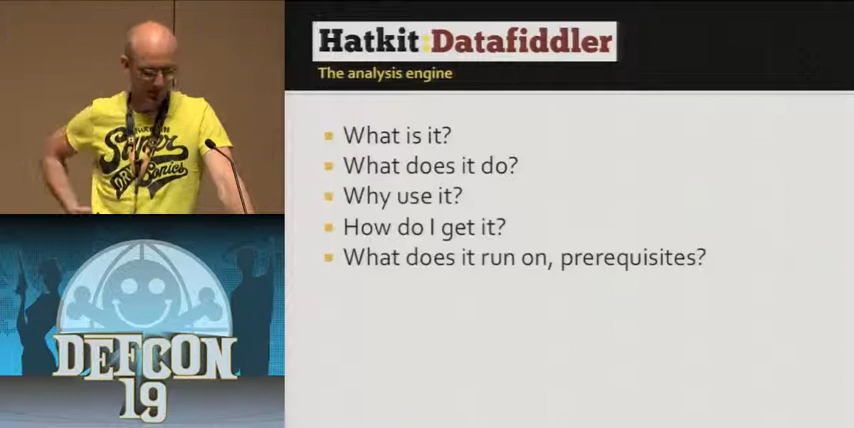 Hatkit:Datafiddler
The analysis engine
What is it?
What does it do?
Why use it?
How do I get it?
What does it run on, prerequisites?
DEFCON
19